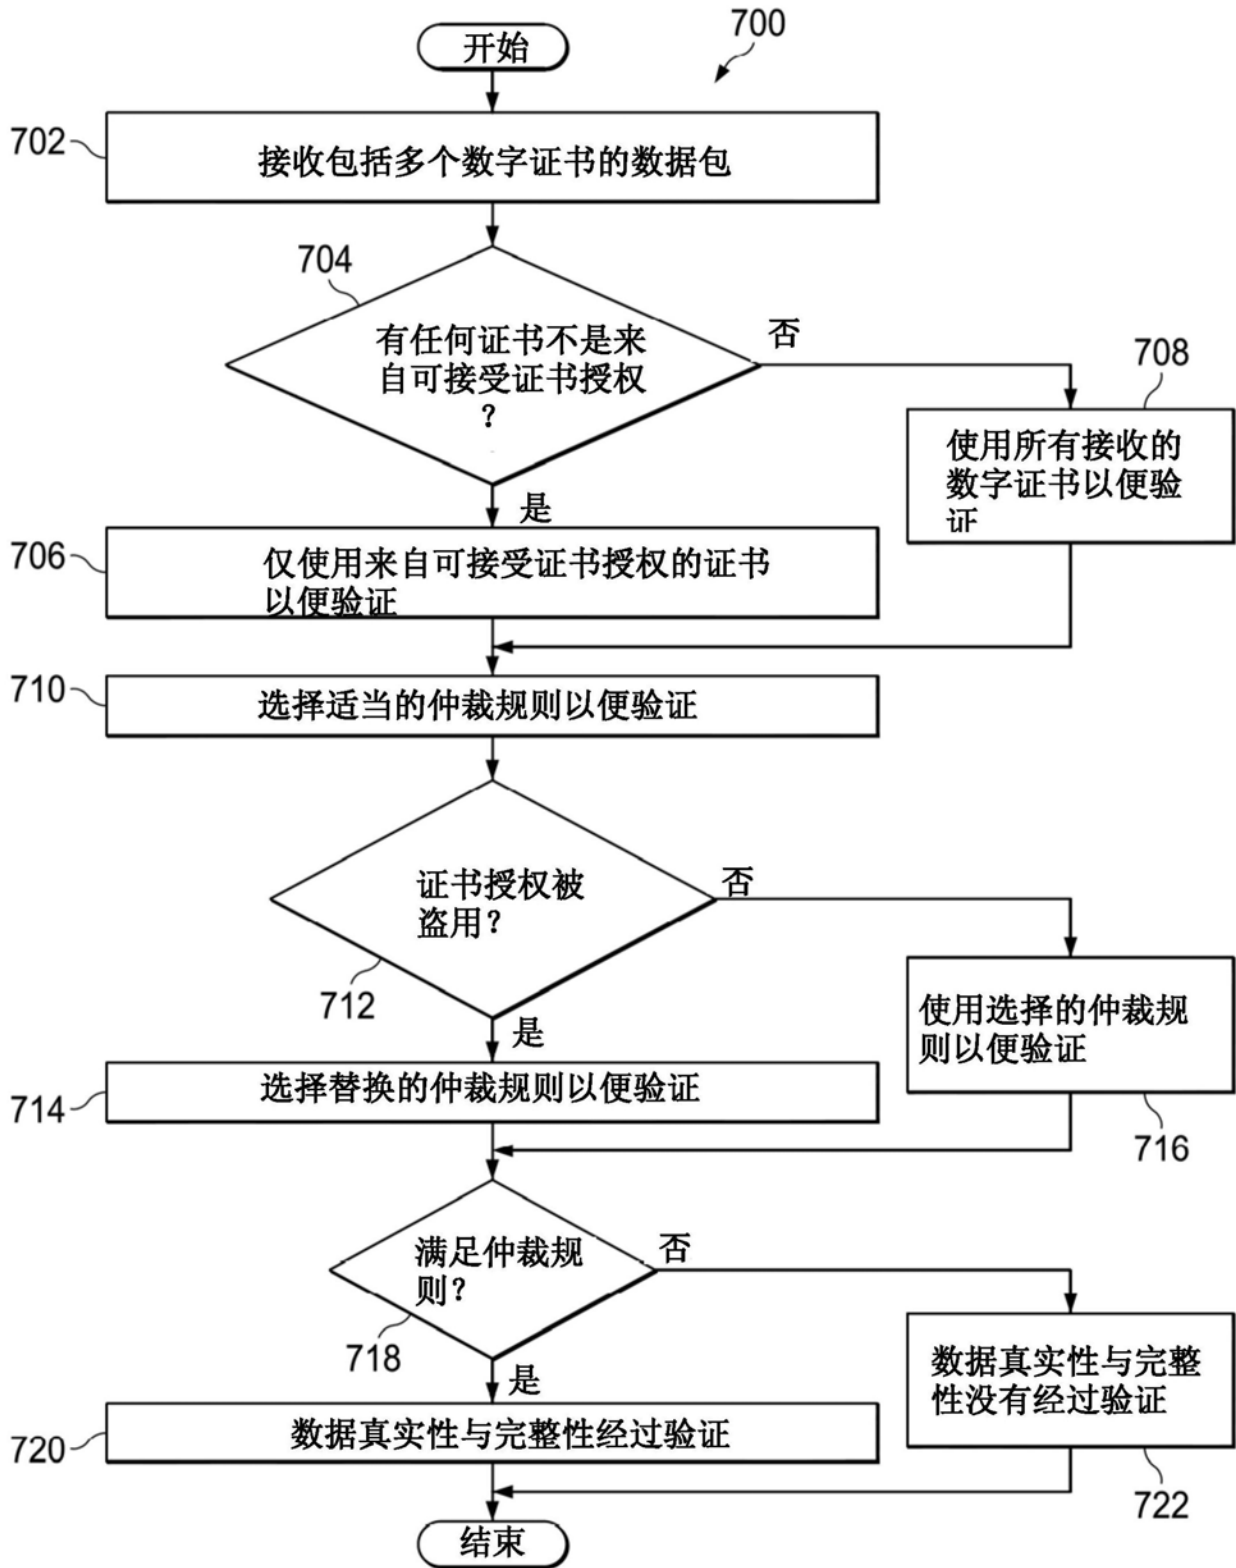 开始
700
702
接收包括多个数字证书的数据包
704
有任何证书不是来
自可接受证书授权
?
否
708
使用所有接收的
数字证书以便验
证
是
706
仅使用来自可接受证书授权的证书
以便验证
710
选择适当的仲裁规则以便验证
证书授权被
盗用?
否
712
是
使用选择的仲裁规
则以便验证
716
714
选择替换的仲裁规则以便验证
满足仲裁规
则?
否
718
是
数据真实性与完整
性没有经过验证
722
720
数据真实性与完整性经过验证
结束